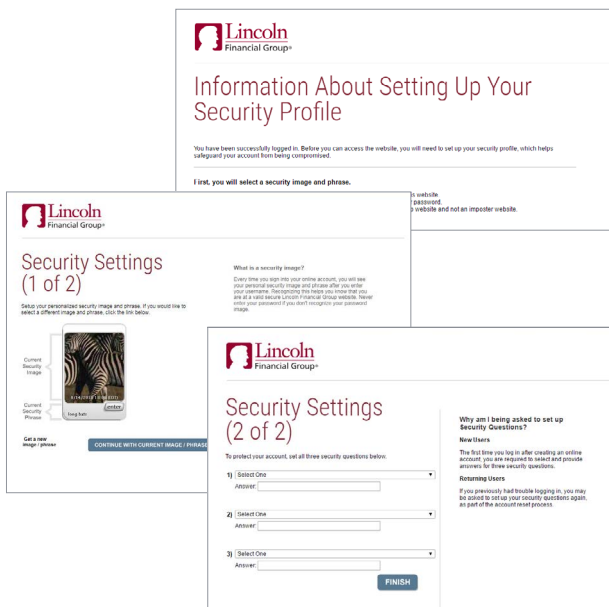 Lincoln
Financial Group®
Information About Setting Up Your
Security Profile
You have been successfully logged in. Before you can access the website, you will need to set up your security profile, which helps
safeguard your account from being compromised.
First, you will select a security image and phrase.
is website.
password.
website and not an imposter website.
Lincoln
Financial Group®
Security Settings
(1 of 2)
Setup your personalized security image and phrase. If you would like to
select a different image and phrase, click the link below.
Current
Security
Image
enter
Current
Security
Phrase
Get a new
image / phrase
CONTINUE WITH CURRENT IMAGE / PHRASE
What is a security image?
Every time you sign into your online account, you will see
your personal security image and phrase after you enter
your username. Recognizing this helps you know that you
are at a valid secure Lincoln Financial Group website. Never
enter your password if you don't recognize your password
image.
Lincoln
Financial Group®
Security Settings
(2 of 2)
To protect your account, set all three security questions below.
1) Select One
Answer:
2) Select One
Answer:
3) Select One
Answer:
FINISH
Why am I being asked to set up
Security Questions?
New Users
The first time you log in after creating an online
account, you are required to select and provide
answers for three security questions.
Returning Users
If you previously had trouble logging in, you may
be asked to set up your security questions again,
as part of the account reset process.